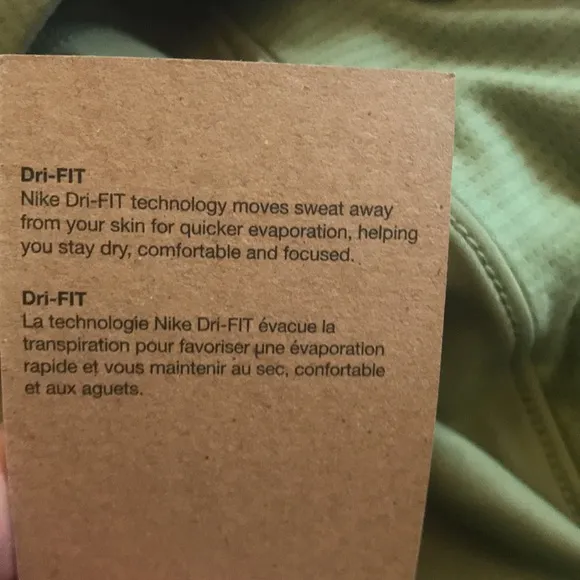 Dri-FIT
Nike Dri-FIT technology moves sweat away
from your skin for quicker evaporation, helping
you stay dry, comfortable and focused.
Dri-FIT
La technologie Nike Dri-FIT évacue la
transpiration pour favoriser une évaporation
rapide et vous maintenir au sec, confortable
et aux aguets.